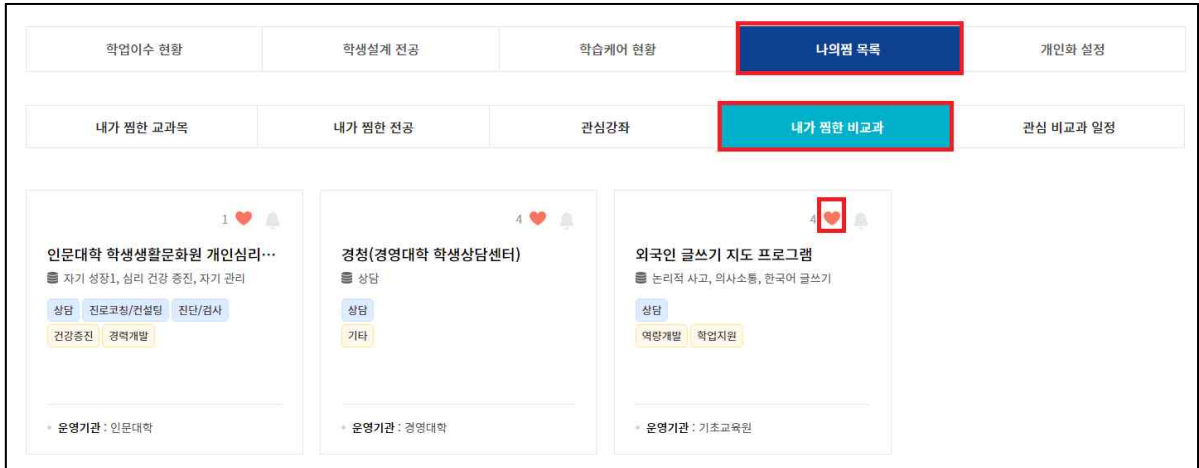 학업이수 현황
학생설계 전공
학습케어 현황
나의찜 목록
개인화 설정
내가 찜한 교과목
내가 찜한 전공
관심강좌
내가 찜한 비교과
관심 비교과 일정
1
인문대학 학생생활문화원 개인심리…
자기 성장1, 심리 건강 증진, 자기 관리
상담 진로코칭/컨설팅 진단/검사
건강증진 경력개발
• 운영기관 : 인문대학
4
경청(경영대학 학생상담센터)
상담
상담
기타
• 운영기관 : 경영대학
4
외국인 글쓰기 지도 프로그램
논리적 사고, 의사소통, 한국어 글쓰기
상담
역량개발 학업지원
• 운영기관 : 기초교육원